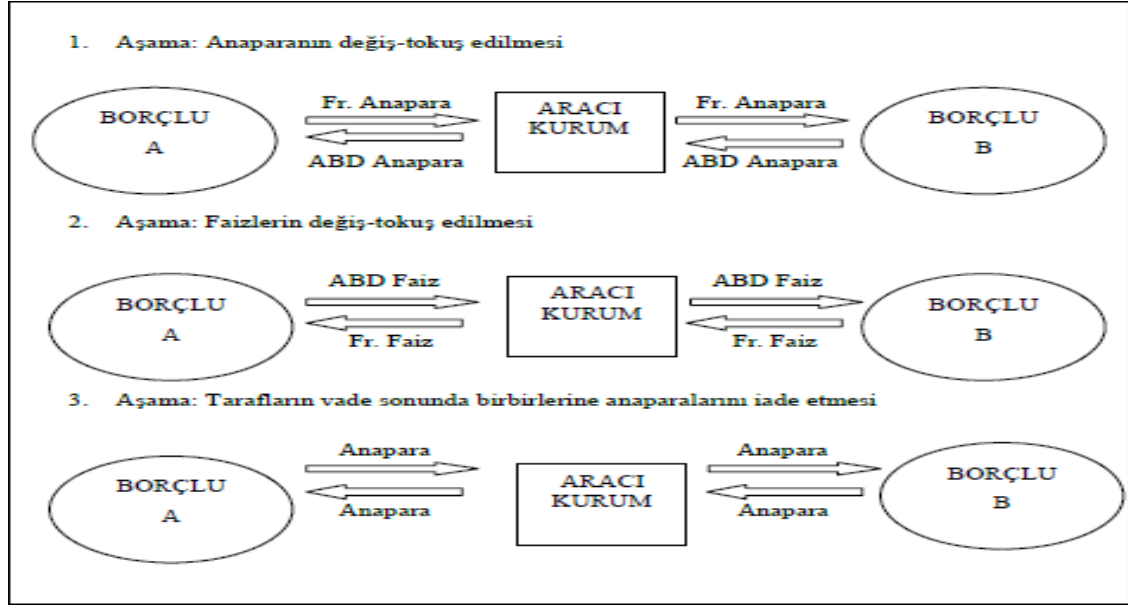 1. Aşama: Anaparanın değiş-tokuş edilmesi
BORÇLU
A
Fr. Anapara
ABD Anapara
ARACI
KURUM
Fr. Anapara
ABD Anapara
BORÇLU
B
2. Aşama: Faizlerin değiş-tokuş edilmesi
BORÇLU
A
ABD Faiz
Fr. Faiz
ARACI
KURUM
ABD Faiz
Fr. Faiz
BORÇLU
B
3. Aşama: Tarafların vade sonunda birbirlerine anaparalarını iade etmesi
BORÇLU
A
Anapara
Anapara
ARACI
KURUM
Anapara
Anapara
BORÇLU
B